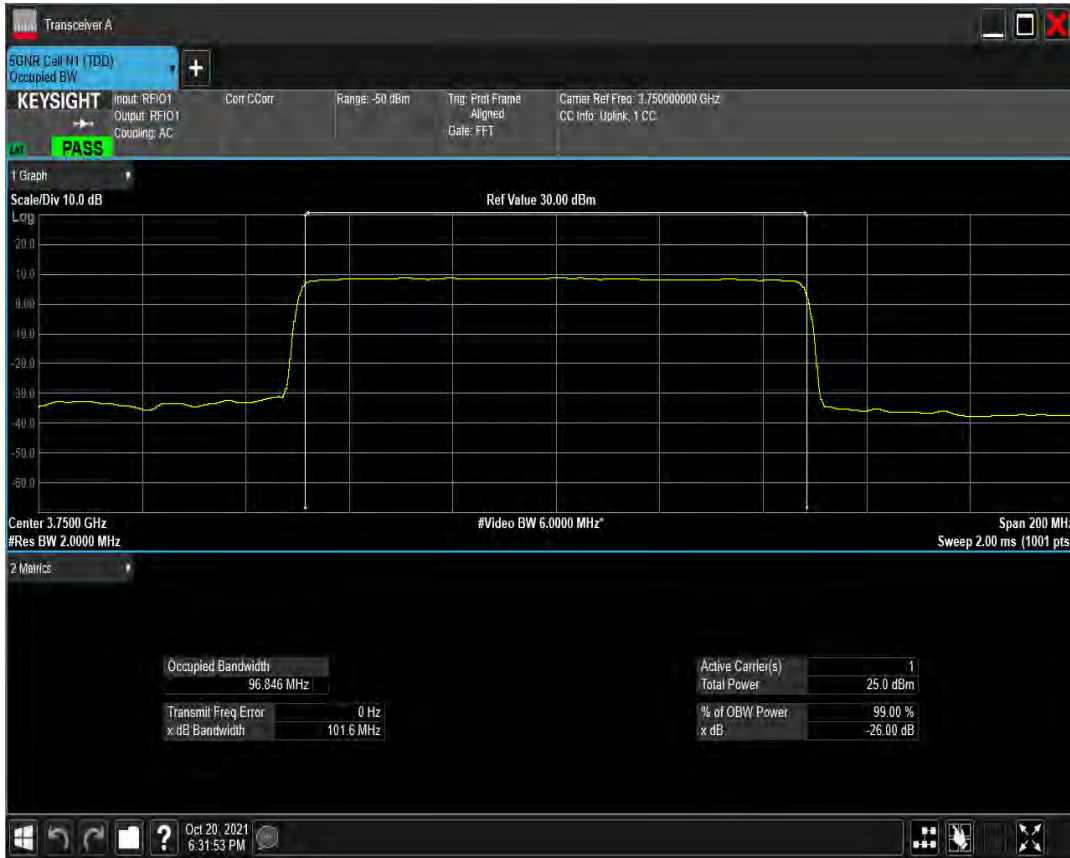 Transceiver A
5GNR Cell N1 (TDD)
Occupied BW
+
KEYSIGHT
Input: RFIO1
Output: RFIO1
Coupling: AC
Corr CCorr
Range: -50 dBm
Trig: Prot Frame
Aligned
Gate: FFT
Carrier Ref Freq: 3.750000000 GHz
CC Info: Uplink, 1 CC
PASS
1 Graph
Scale/Div 10.0 dB
Ref Value 30.00 dBm
Log
20.0
10.0
0.00
-10.0
-20.0
-30.0
-40.0
-50.0
-60.0
Center 3.7500 GHz
#Video BW 6.0000 MHz*
Span 200 MHz
#Res BW 2.0000 MHz
Sweep 2.00 ms (1001 pts
2 Metrics
Occupied Bandwidth
96.846 MHz
Transmit Freq Error 0 Hz
x dB Bandwidth 101.6 MHz
Active Carrier(s) 1
Total Power 25.0 dBm
% of OBW Power 99.00 %
x dB -26.00 dB
?
Oct 20, 2021
6:31:53 PM